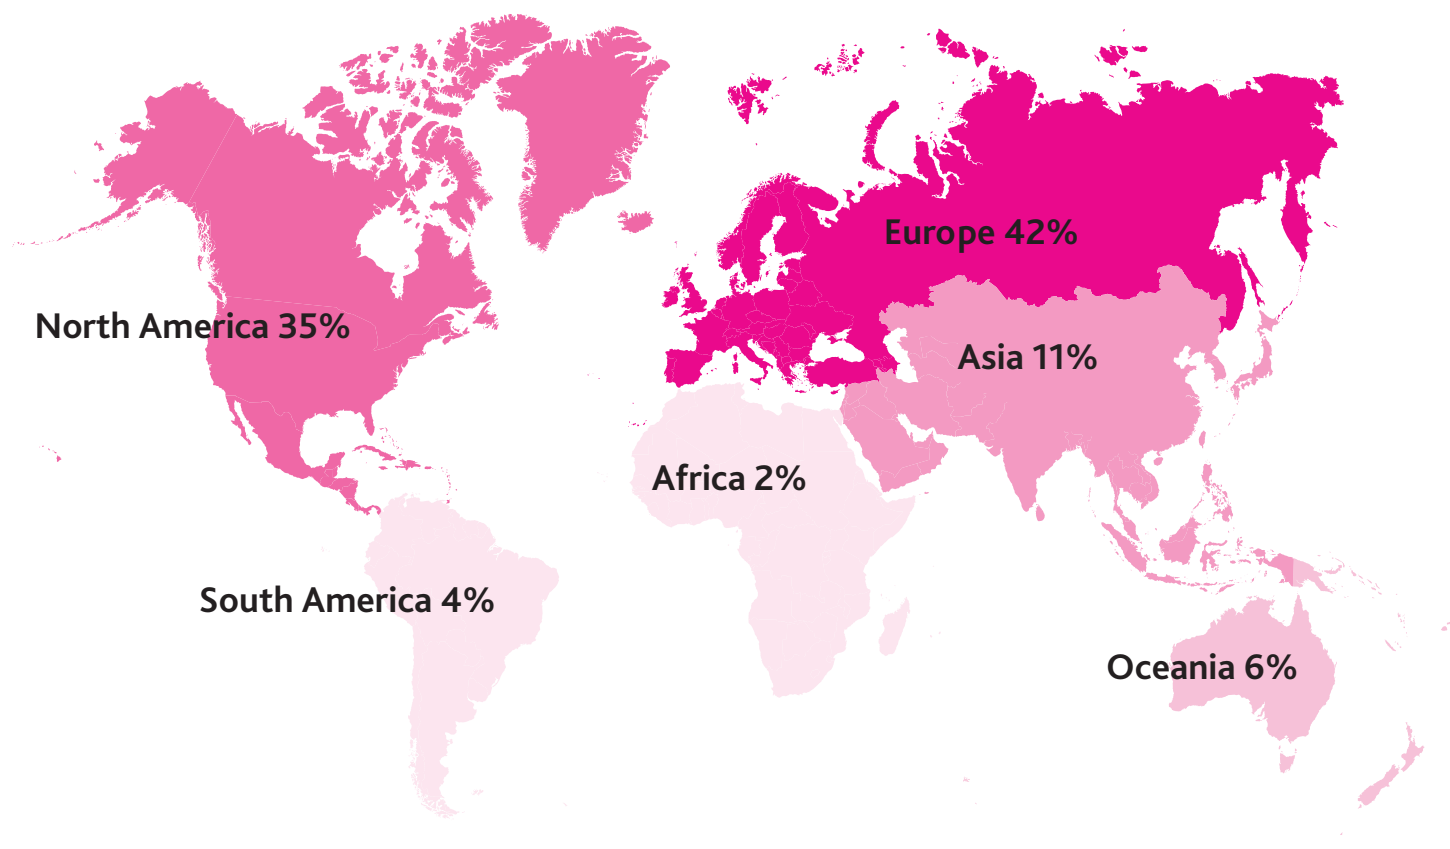 Europe 42%
North America 35%
Asia 11%
Africa 2%
South America 4%
Oceania 6%